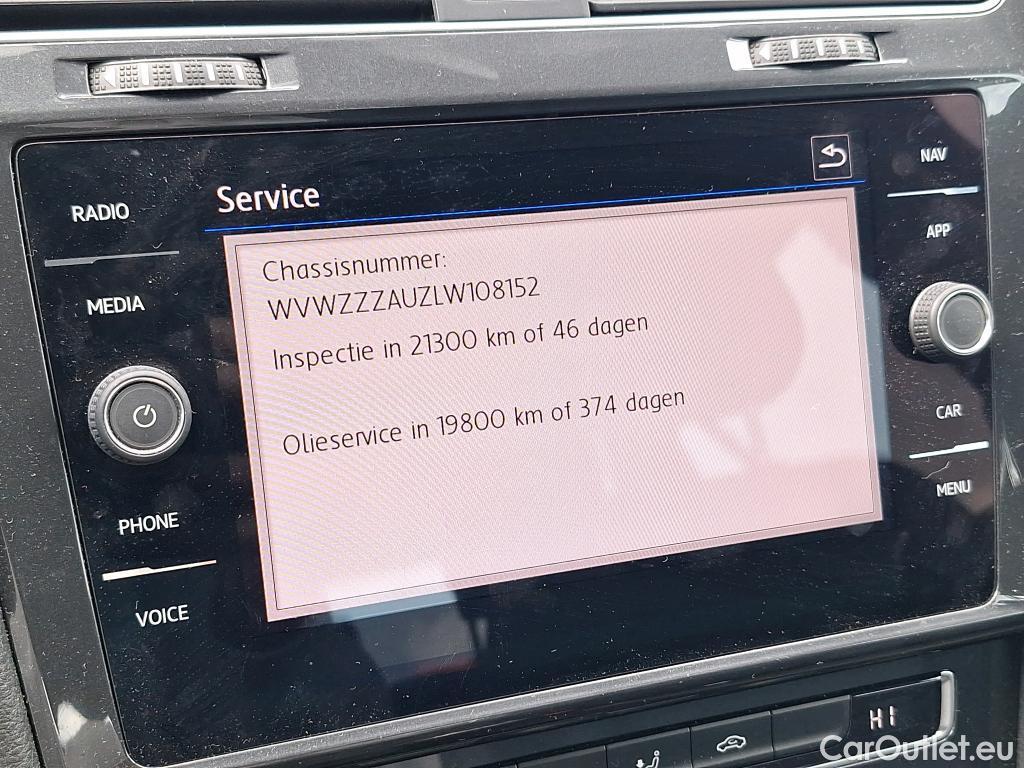 Service
NAV
RADIO
APP
Chassisnummer:
WVWZZZAUZLW108152
MEDIA
Inspectie in 21300 km of 46 dagen
Olieservice in 19800 km of 374 dagen
CAR
MENU
PHONE
VOICE
HI
CarOutlet.eu